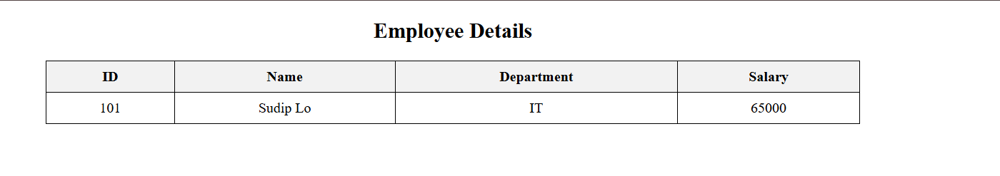 Employee Details
ID Name Department Salary
101 Sudip Lo IT 65000